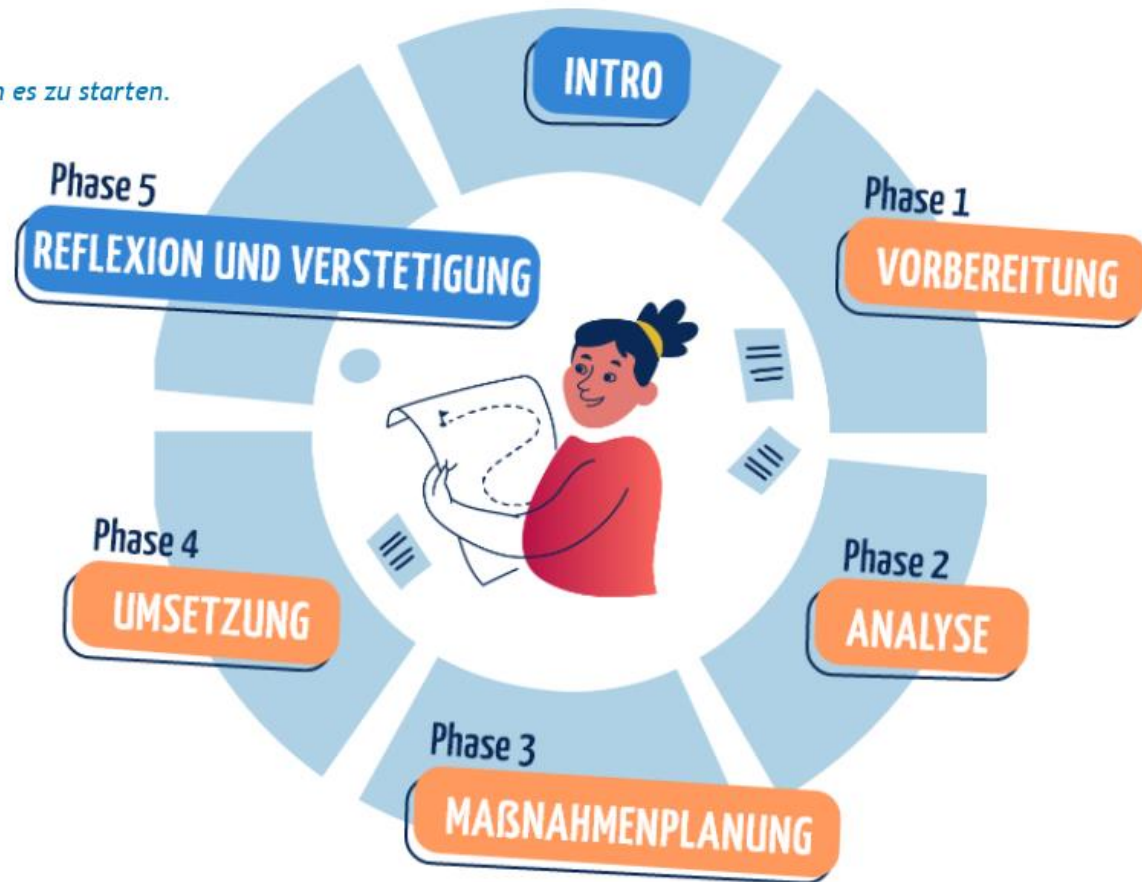 es zu starten.
INTRO
Phase 1
VORBEREITUNG
Phase 2
ANALYSE
Phase 3
MAßNAHMENPLANUNG
Phase 4
UMSETZUNG
Phase 5
REFLEXION UND VERSTETIGUNG